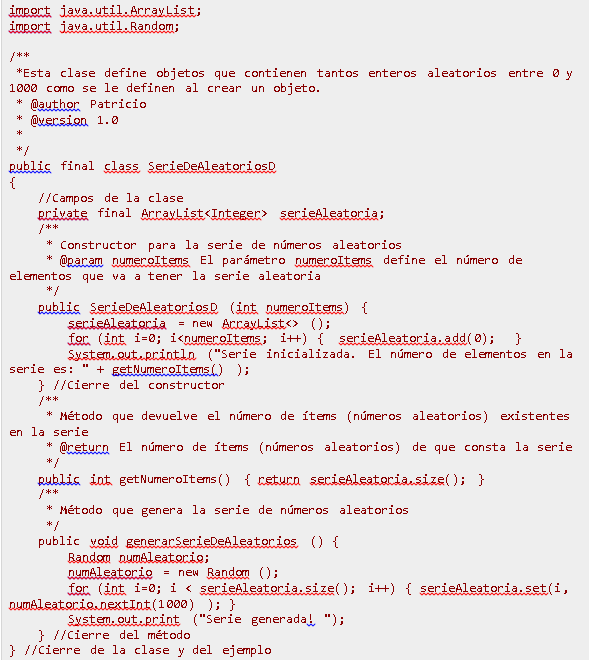 import java.util.ArrayList;
import java.util.Random;
/**
*Esta clase define objetos que contienen tantos enteros aleatorios entre 0 y
1000 como se le definen al crear un objeto.
* @author Patricio
* @version 1.0
*
*/
public final class SerieDeAleatoriosD
{
//Campos de la clase
private final ArrayList<Integer> serieAleatoria;
/**
* Constructor para la serie de números aleatorios
* @param numeroItems El parámetro numeroItems define el número de
elementos que va a tener la serie aleatoria
*/
public SerieDeAleatoriosD (int numeroItems) {
serieAleatoria = new ArrayList<> ();
for (int i=0; i<numeroItems; i++) { serieAleatoria.add(0); }
System.out.println ("Serie inicializada. El número de elementos en la
serie es: " + getNumeroItems() );
} //Cierre del constructor
/**
* Método que devuelve el número de ítems (números aleatorios) existentes
en la serie
* @return El número de ítems (números aleatorios) de que consta la serie
*/
public int getNumeroItems() { return serieAleatoria.size(); }
/**
* Método que genera la serie de números aleatorios
*/
public void generarSerieDeAleatorios () {
Random numAleatorio;
numAleatorio = new Random ();
for (int i=0; i < serieAleatoria.size(); i++) { serieAleatoria.set(i,
numAleatorio.nextInt(1000) ); }
System.out.print ("Serie generada! ");
} //Cierre del método
} //Cierre de la clase y del ejemplo